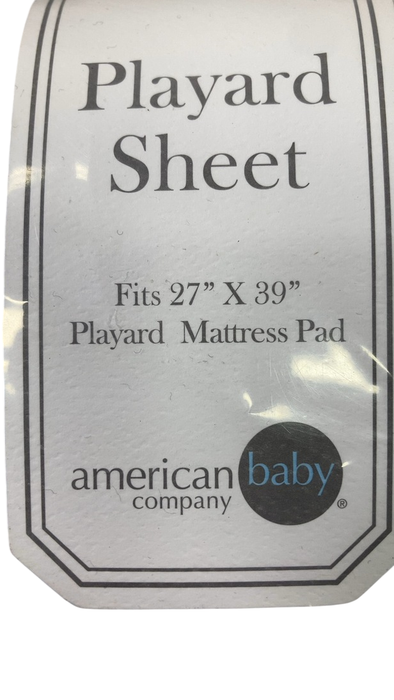 Playard
Sheet
Fits 27” X 39”
Playard Mattress Pad
american baby
company ®